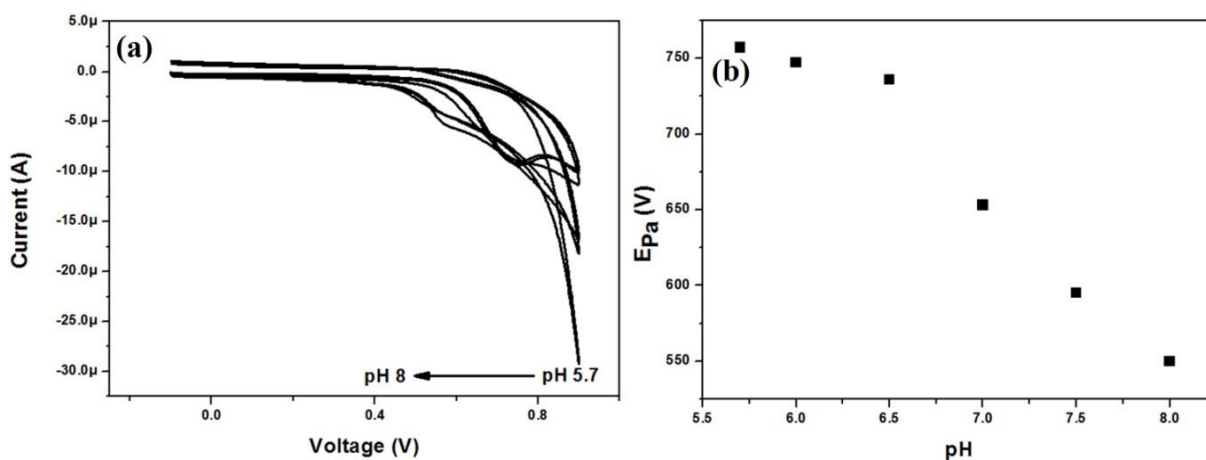 (a)
Current (A)
5.0µ
0.0
-5.0µ
-10.0µ
-15.0µ
-20.0µ
-25.0µ
-30.0µ
pH 8
pH 5.7
0.0
0.4
0.8
Voltage (V)
(b)
EPa (V)
750
700
650
600
550
5.5
6.0
6.5
7.0
7.5
8.0
pH